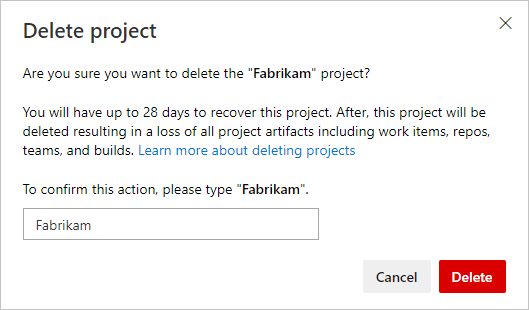 Delete project
Are you sure you want to delete the "Fabrikam" project?
You will have up to 28 days to recover this project. After, this project will be
deleted resulting in a loss of all project artifacts including work items, repos,
teams, and builds. Learn more about deleting projects
To confirm this action, please type "Fabrikam".
Fabrikam
Cancel Delete